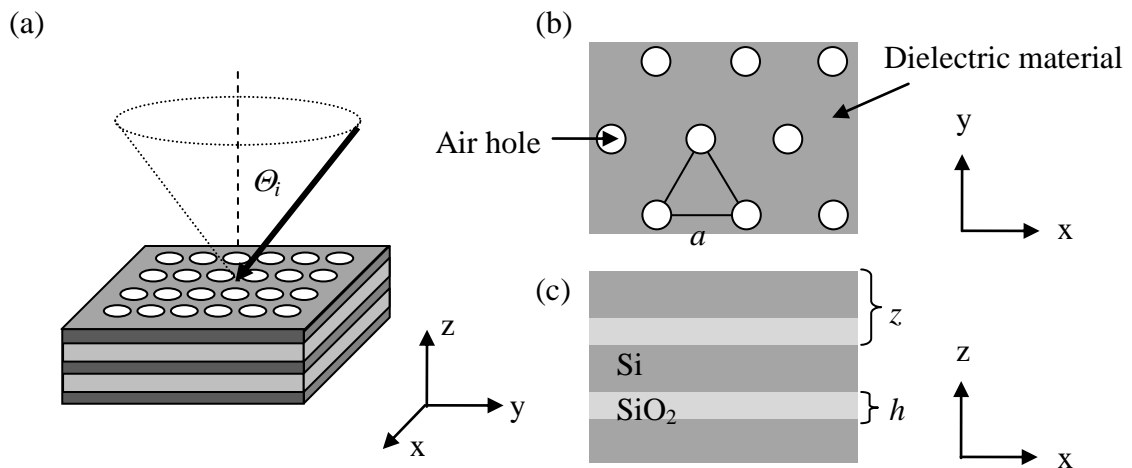 (a)
Θi
z
y
x
(b)
Dielectric material
Air hole
a
y
x
(c)
z
Si
SiO₂
h
z
x